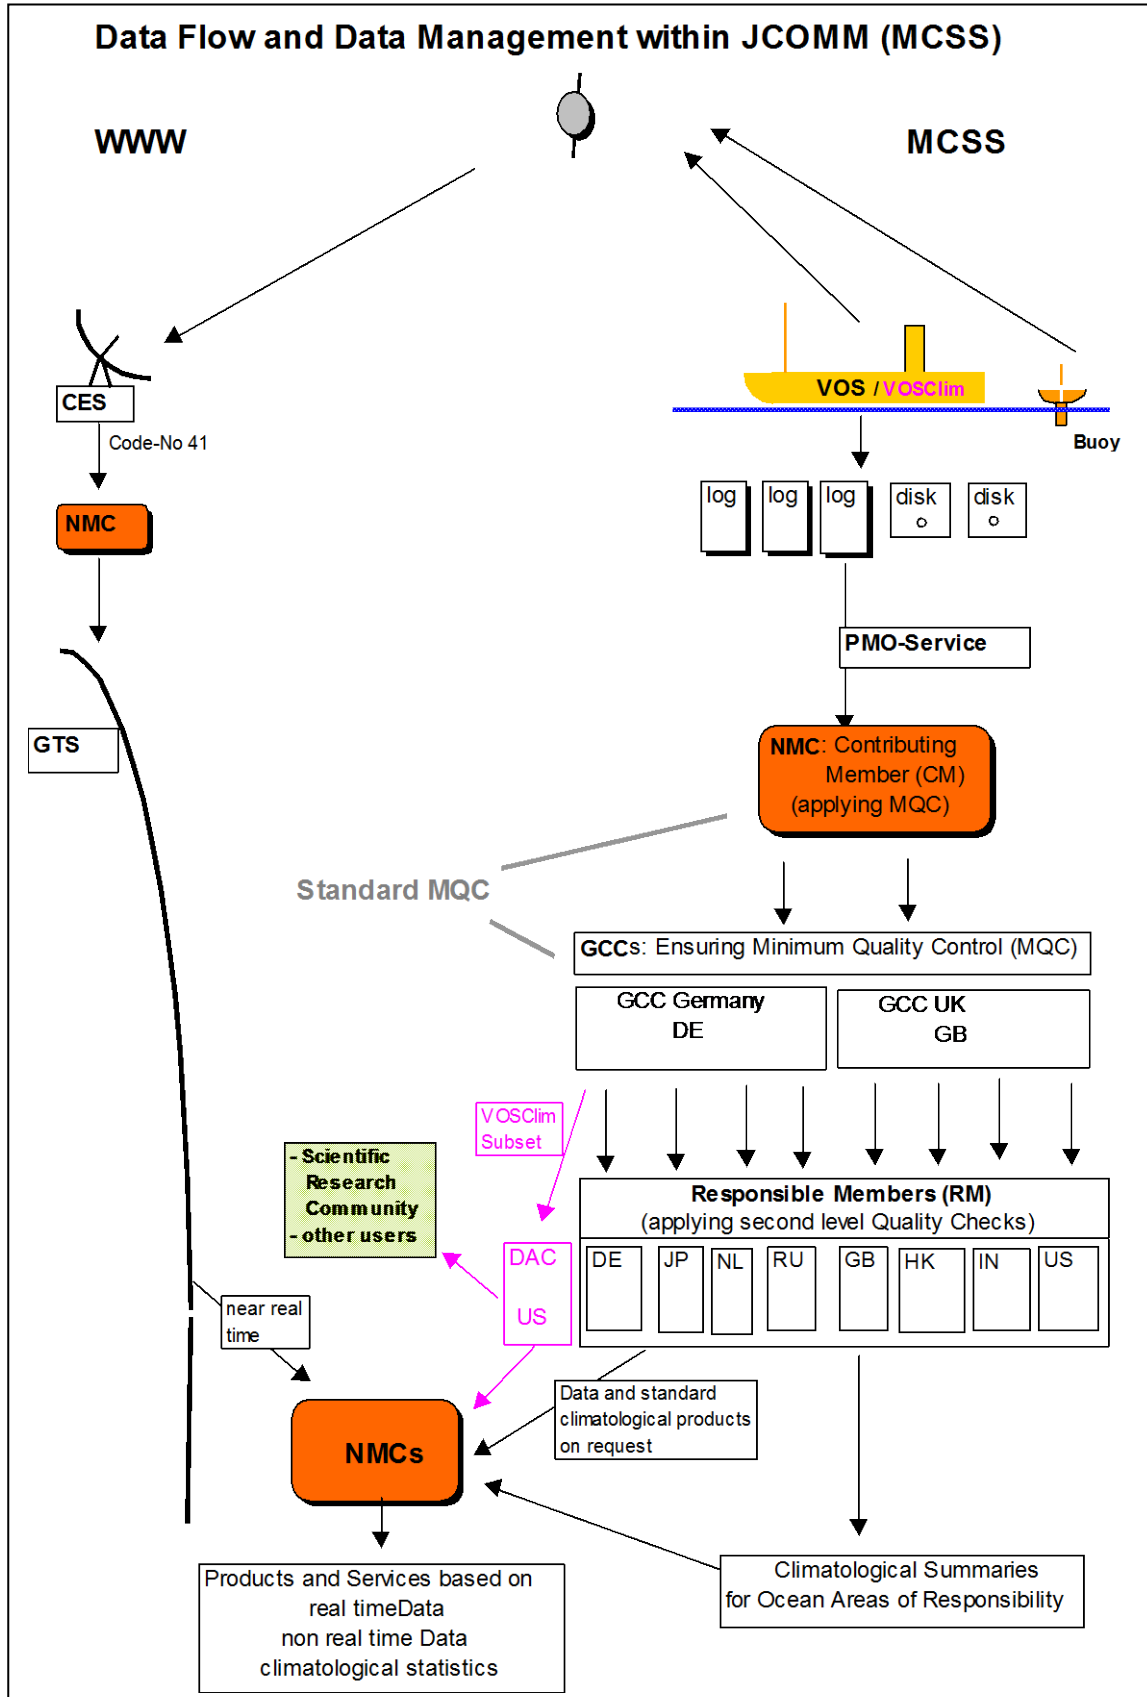 Data Flow and Data Management within JCOMM (MCSS)
WWW
MCSS
VOS / VOSClim
CES
Code-No 41
Buoy
NMC
log
log
log
disk
disk
PMO-Service
GTS
NMC: Contributing
Member (CM)
(applying MQC)
Standard MQC
GCCs: Ensuring Minimum Quality Control (MQC)
GCC Germany
DE
GCC UK
GB
VOSClim
Subset
- Scientific
Research
Community
- other users
Responsible Members (RM)
(applying second level Quality Checks)
DE
JP
NL
RU
GB
HK
IN
US
DAC
US
near real
time
Data and standard
climatological products
on request
NMCs
Products and Services based on
real timeData
non real time Data
climatological statistics
Climatological Summaries
for Ocean Areas of Responsibility